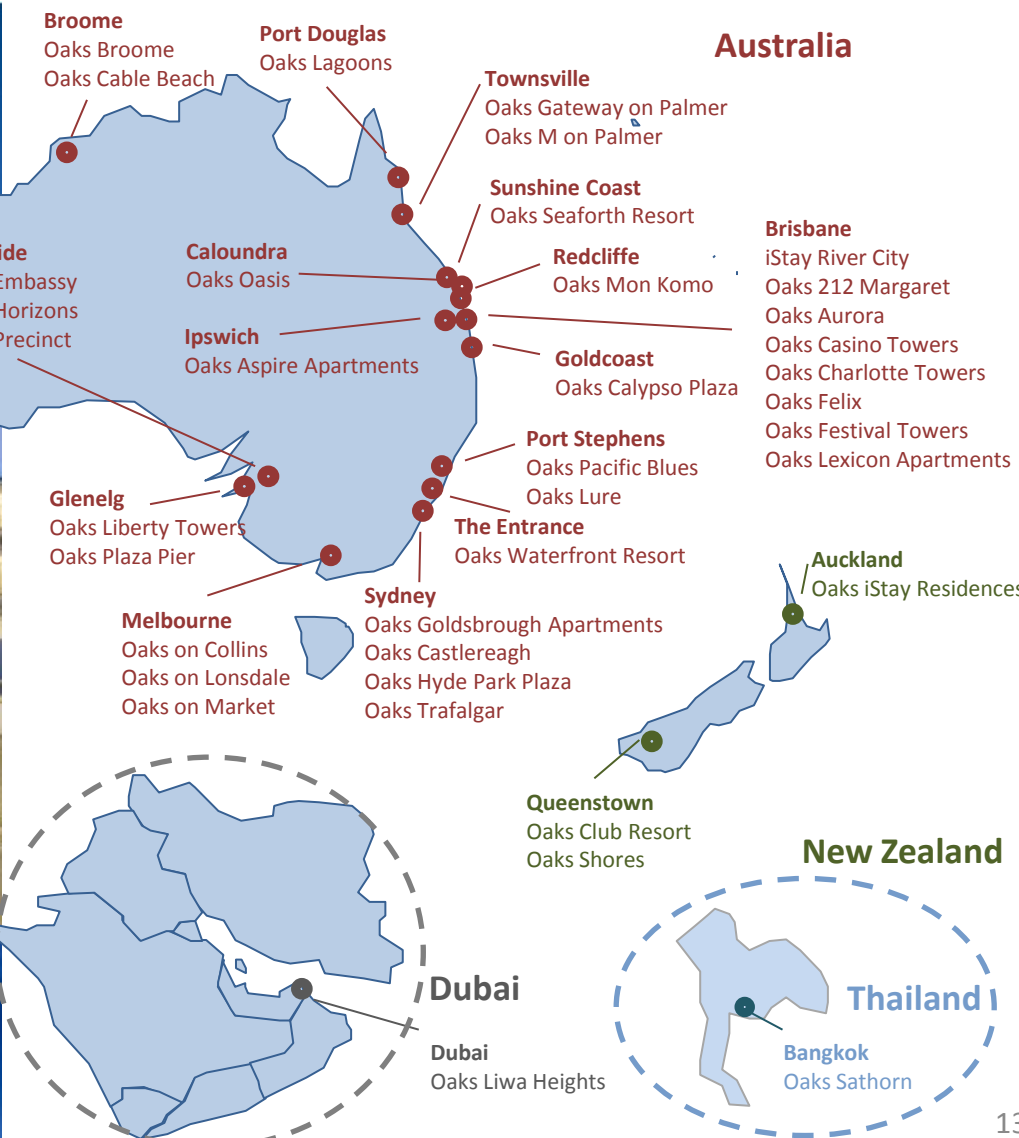 Australia
Broome
Oaks Broome
Oaks Cable Beach
Port Douglas
Oaks Lagoons
Townsville
Oaks Gateway on Palmer
Oaks M on Palmer
Sunshine Coast
Oaks Seaforth Resort
Caloundra
Oaks Oasis
Redcliffe
Oaks Mon Komo
Brisbane
iStay River City
Oaks 212 Margaret
Oaks Aurora
Oaks Casino Towers
Oaks Charlotte Towers
Oaks Felix
Oaks Festival Towers
Oaks Lexicon Apartments
ide
Embassy
Horizons
Precinct
Ipswich
Oaks Aspire Apartments
Goldcoast
Oaks Calypso Plaza
Port Stephens
Oaks Pacific Blues
Oaks Lure
Glenelg
Oaks Liberty Towers
Oaks Plaza Pier
The Entrance
Oaks Waterfront Resort
Melbourne
Oaks on Collins
Oaks on Lonsdale
Oaks on Market
Sydney
Oaks Goldsbrough Apartments
Oaks Castlereagh
Oaks Hyde Park Plaza
Oaks Trafalgar
Auckland
Oaks iStay Residences
Queenstown
Oaks Club Resort
Oaks Shores
New Zealand
Dubai
Dubai
Oaks Liwa Heights
Thailand
Bangkok
Oaks Sathorn
13